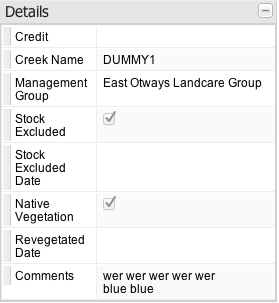 Details
Credit
Creek Name DUMMY1
Management East Otways Landcare Group
Group
Stock
Excluded
Stock
Excluded
Date
Native
Vegetation
Revegetated
Date
Comments wer wer wer wer wer
blue blue